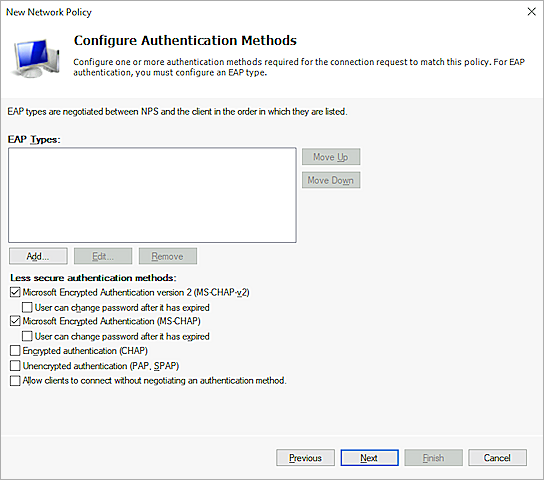 New Network Policy
Configure Authentication Methods
Configure one or more authentication methods required for the connection request to match this policy. For EAP
authentication, you must configure an EAP type.
EAP types are negotiated between NPS and the client in the order in which they are listed.
EAP Types:
Move Up
Move Down
Add...
Edit...
Remove
Less secure authentication methods:
Microsoft Encrypted Authentication version 2 (MS-CHAP-v2)
User can change password after it has expired
Microsoft Encrypted Authentication (MS-CHAP)
User can change password after it has expired
Encrypted authentication (CHAP)
Unencrypted authentication (PAP, SPAP)
Allow clients to connect without negotiating an authentication method.
Previous
Next
Finish
Cancel